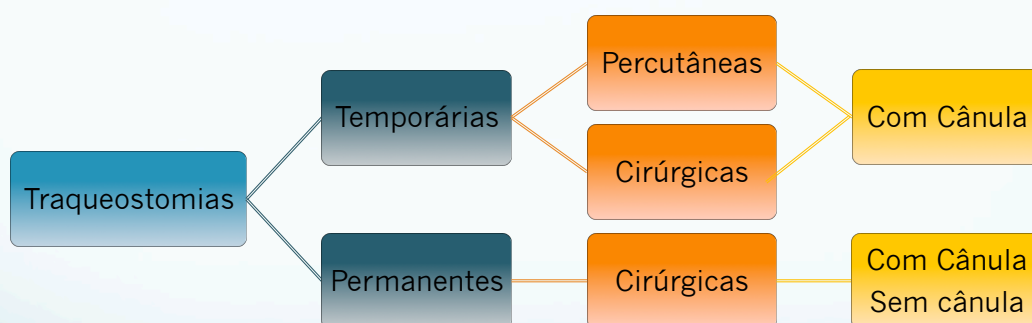 Traqueostomias
Temporárias
Percutâneas
Cirúrgicas
Com Cânula
Permanentes
Cirúrgicas
Com Cânula
Sem cânula